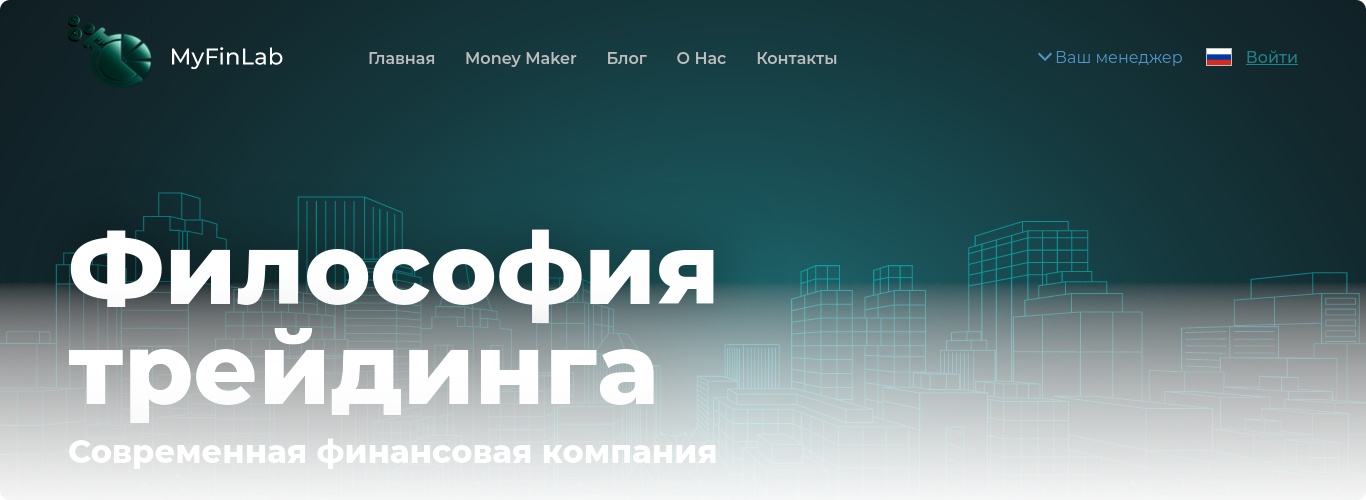 MyFinLab
Главная Money Maker Блог О Нас Контакты
Ваш менеджер
Войти
Философия
трейдинга
Современная финансовая компания